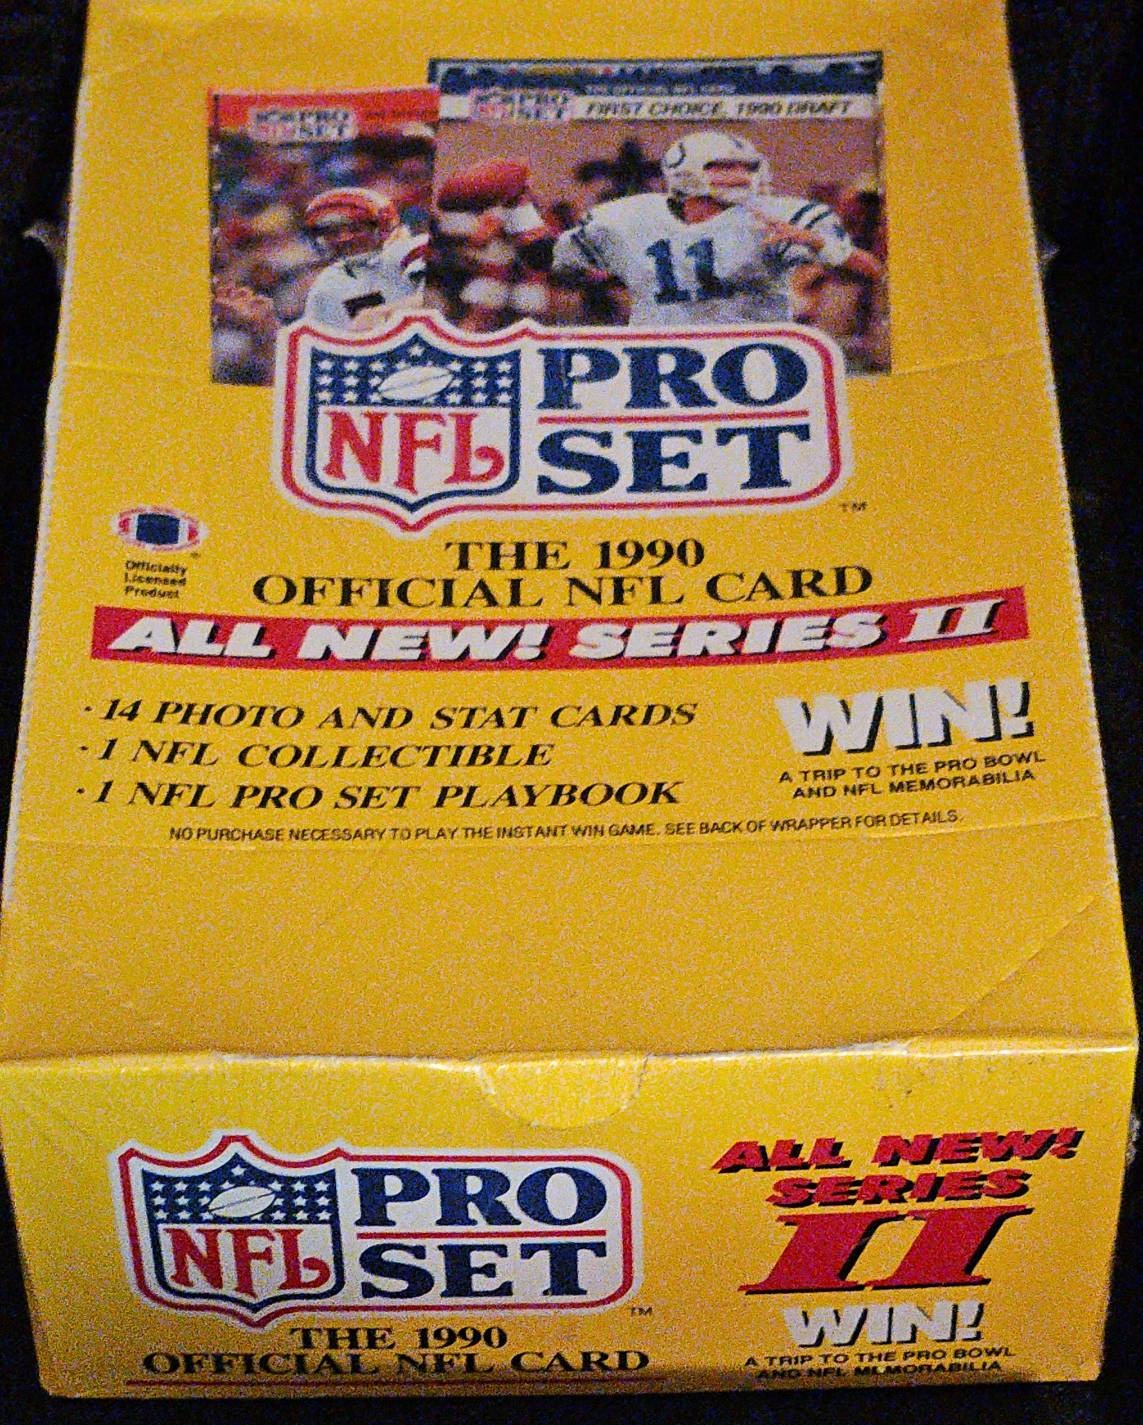 PRO SET
FIRST CHOICE, 1990 DRAFT
PRO
SET
11
NFL
PRO
SET
TM
Officially
Licensed
Product
THE 1990
OFFICIAL NFL CARD
ALL NEW! SERIES II
· 14 PHOTO AND STAT CARDS
· 1 NFL COLLECTIBLE
· 1 NFL PRO SET PLAYBOOK
WIN!
A TRIP TO THE PRO BOWL
AND NFL MEMORABILIA
NO PURCHASE NECESSARY TO PLAY THE INSTANT WIN GAME. SEE BACK OF WRAPPER FOR DETAILS.
NFL
PRO
SET
TM
THE 1990
OFFICIAL NFL CARD
ALL NEW!
SERIES
II
WIN!
A TRIP TO THE PRO BOWL
AND NFL MEMORABILIA